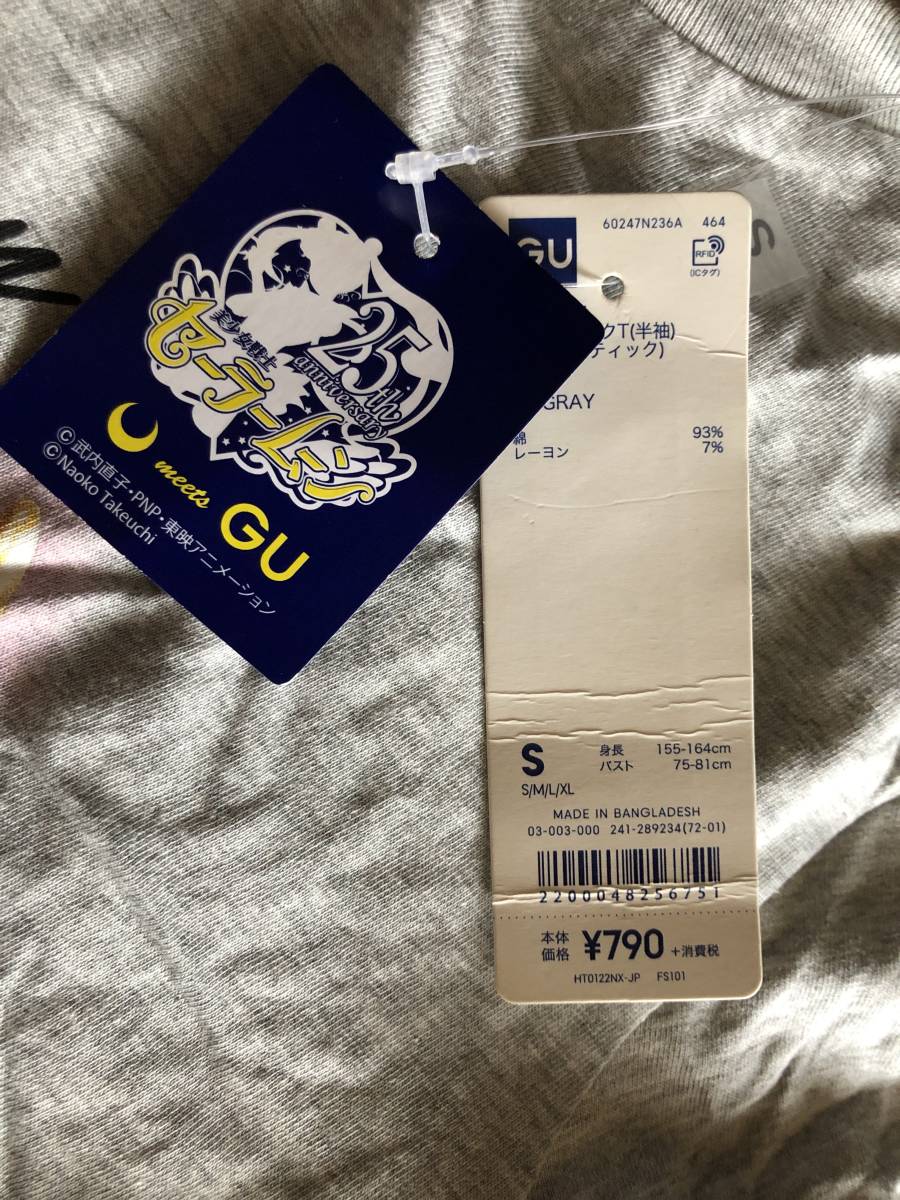 25th
anniversary
美少女戦士
セーラームーン
meets
GU
© 武内直子・PNP・東映アニメーション
© Naoko Takeuchi
GU
60247N236A 464
RFID
(ICタグ)
クT(半袖)
ティック)
GRAY
綿 93%
レーヨン 7%
S
身長 155-164cm
バスト 75-81cm
S/M/L/XL
MADE IN BANGLADESH
03-003-000 241-289234(72-01)
2200048256751
本体
価格 ¥790 +消費税
HT0122NX-JP FS101
S